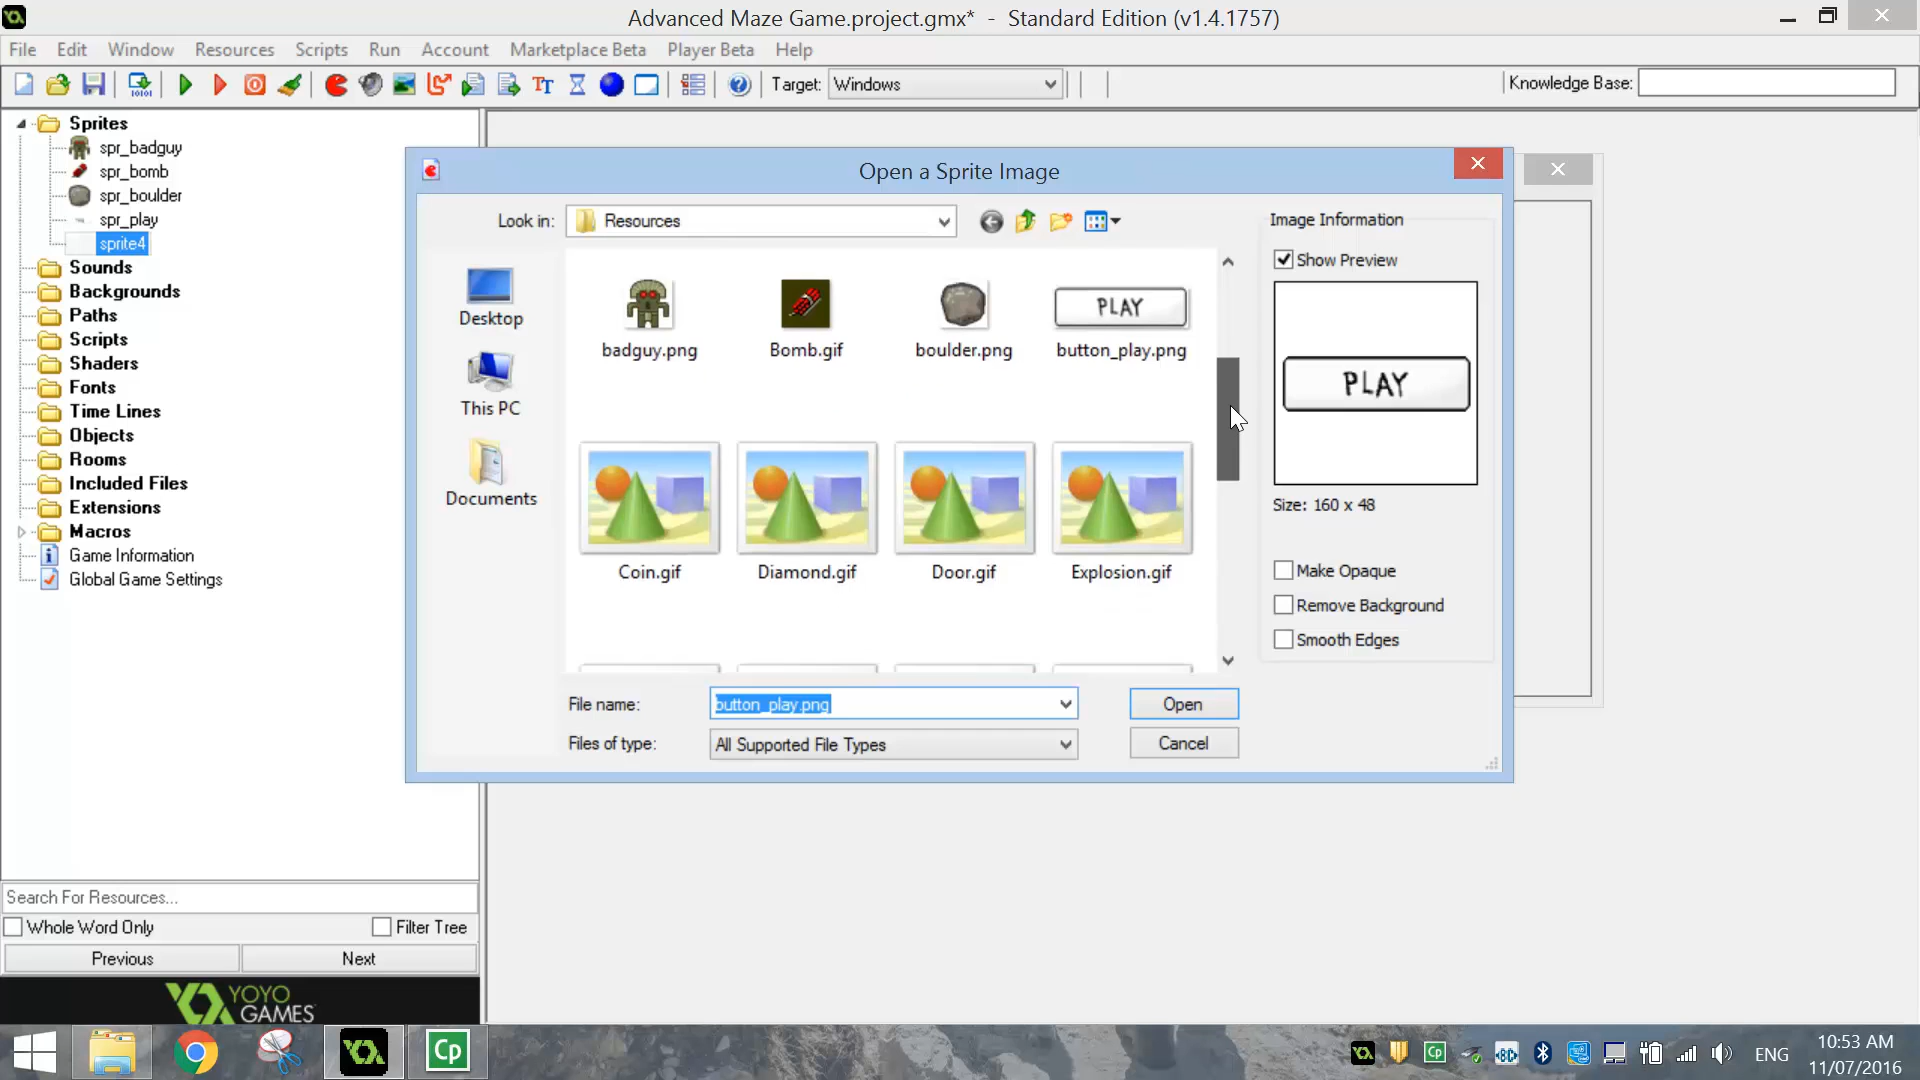 Advanced Maze Game.project.gmx* - Standard Edition (v1.4.1757)
File Edit Window Resources Scripts Run Account Marketplace Beta Player Beta Help
Target: Windows
Knowledge Base:
Sprites
spr_badguy
spr_bomb
spr_boulder
spr_play
sprite4
Sounds
Backgrounds
Paths
Scripts
Shaders
Fonts
Time Lines
Objects
Rooms
Included Files
Extensions
Macros
Game Information
Global Game Settings
Search For Resources...
Whole Word Only
Filter Tree
Previous
Next
YOYO
GAMES
Open a Sprite Image
Look in: Resources
Desktop
This PC
Documents
PLAY
badguy.png Bomb.gif boulder.png button_play.png
Coin.gif Diamond.gif Door.gif Explosion.gif
File name: button_play.png
Files of type: All Supported File Types
Open
Cancel
Image Information
Show Preview
PLAY
Size: 160 x 48
Make Opaque
Remove Background
Smooth Edges
Cp
ENG
10:53 AM
11/07/2016